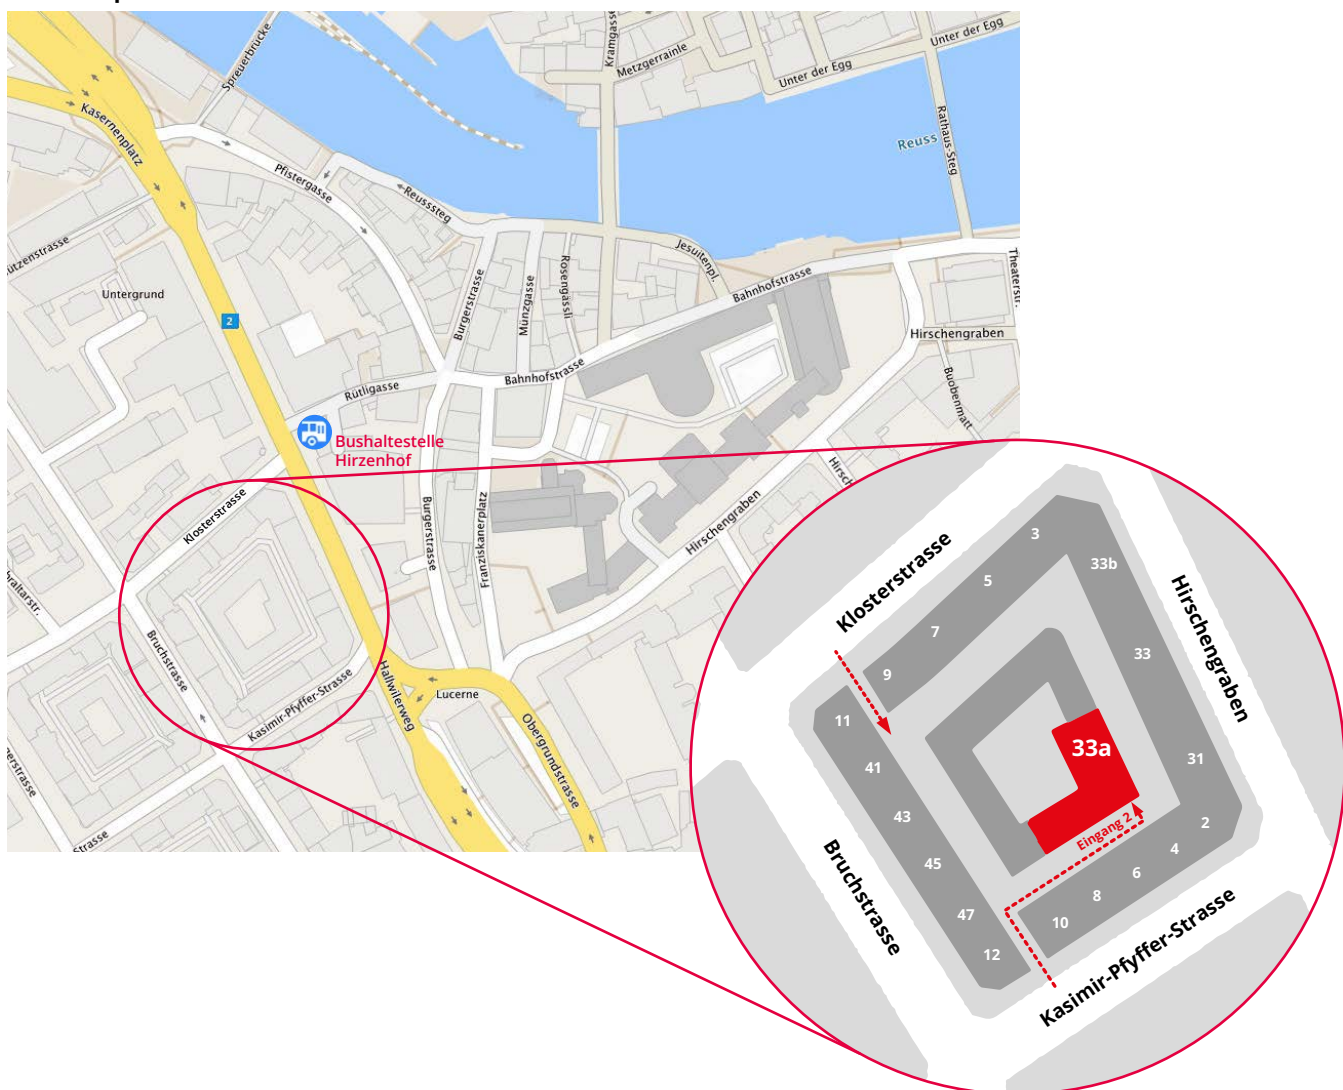 Spreuerbrücke
Kramgasse
Metzgerrainle
Unter der Egg
Unter der Egg
Kasernenplatz
Rathaus-Steg
Reuss
Pfistergasse
Reusssteg
Jesuitenpl.
Theaterstr.
Rosengässli
Bahnhofstrasse
Untergrund
2
Burgerstrasse
Münzgasse
Hirschengraben
Rütligasse
Bahnhofstrasse
Buobenmatt
Bushaltestelle
Hirzenhof
Klosterstrasse
Burgerstrasse
Franziskanerplatz
Hirschengraben
Bruchstrasse
Kasimir-Pfyffer-Strasse
Hallwilerweg
Lucerne
Obergrundstrasse
Klosterstrasse
Hirschengraben
3
33b
5
7
33
9
11
33a
31
41
43
Eingang 2
2
4
45
6
8
47
10
12
Bruchstrasse
Kasimir-Pfyffer-Strasse